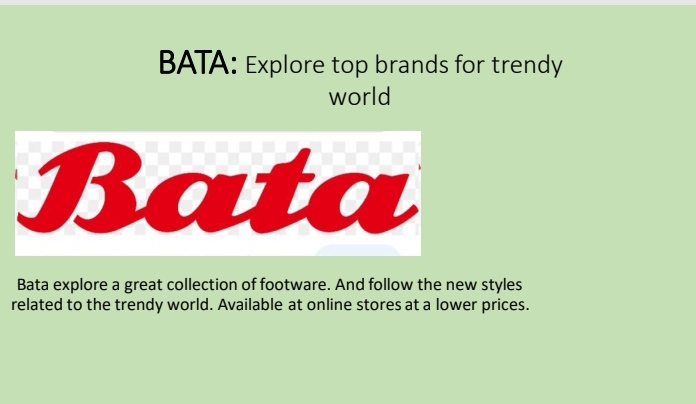 BATA: Explore top brands for trendy
world
Bata
Bata explore a great collection of footware. And follow the new styles
related to the trendy world. Available at online stores at a lower prices.